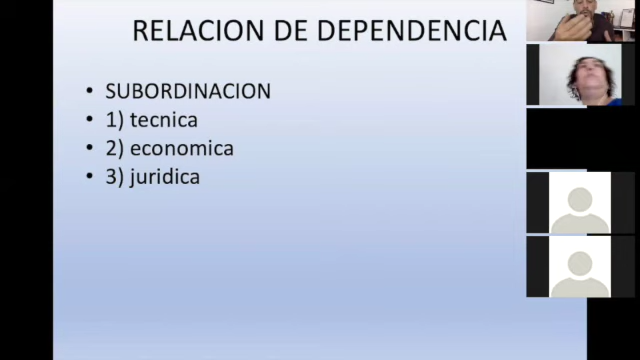 RELACION DE DEPENDENCIA
• SUBORDINACION
• 1) tecnica
• 2) economica
• 3) juridica